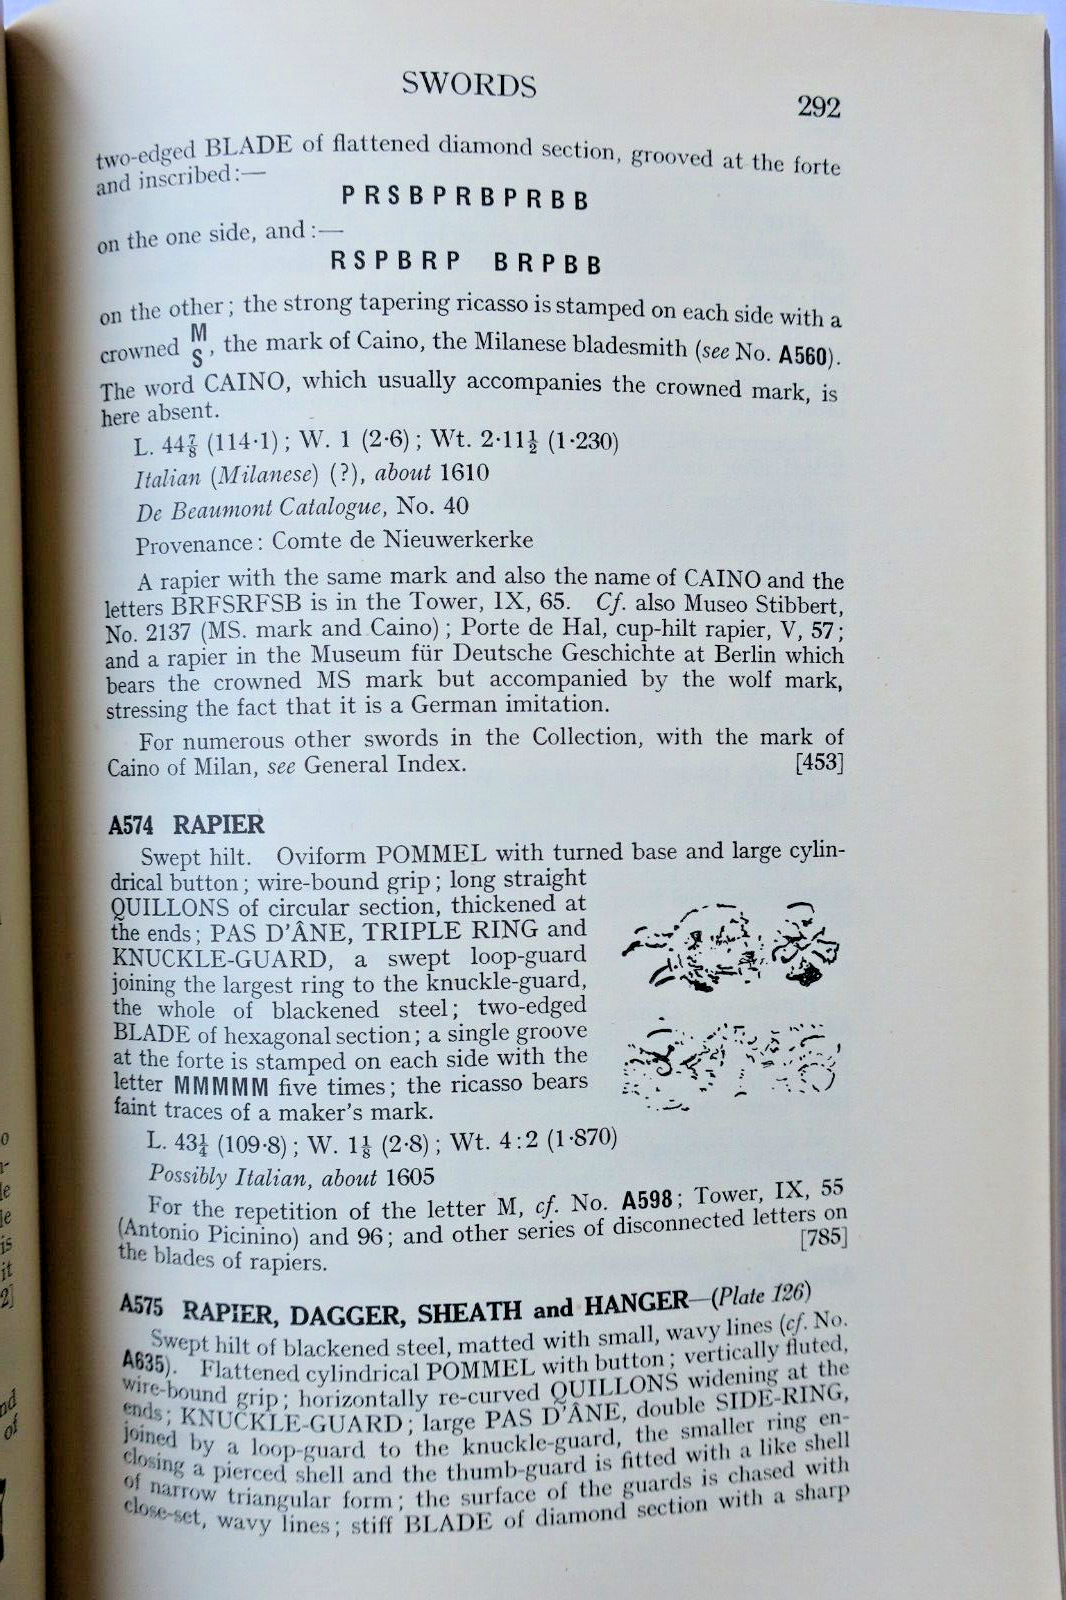 SWORDS
292
two-edged BLADE of flattened diamond section, grooved at the forte
and inscribed:—
PRSBPRBPRBB
on the one side, and:—
RSPBRP BRPBB
on the other; the strong tapering ricasso is stamped on each side with a
crowned M S, the mark of Caino, the Milanese bladesmith (see No. A560).
The word CAINO, which usually accompanies the crowned mark, is
here absent.
L. 44⅞ (114·1); W. 1 (2·6); Wt. 2·11½ (1·230)
Italian (Milanese) (?), about 1610
De Beaumont Catalogue, No. 40
Provenance: Comte de Nieuwerkerke
A rapier with the same mark and also the name of CAINO and the
letters BRFSRFSB is in the Tower, IX, 65. Cf. also Museo Stibbert,
No. 2137 (MS. mark and Caino); Porte de Hal, cup-hilt rapier, V, 57;
and a rapier in the Museum für Deutsche Geschichte at Berlin which
bears the crowned MS mark but accompanied by the wolf mark,
stressing the fact that it is a German imitation.
For numerous other swords in the Collection, with the mark of
Caino of Milan, see General Index. [453]
A574 RAPIER
Swept hilt. Oviform POMMEL with turned base and large cylin-
drical button; wire-bound grip; long straight
QUILLONS of circular section, thickened at
the ends; PAS D'ÂNE, TRIPLE RING and
KNUCKLE-GUARD, a swept loop-guard
joining the largest ring to the knuckle-guard,
the whole of blackened steel; two-edged
BLADE of hexagonal section; a single groove
at the forte is stamped on each side with the
letter MMMMM five times; the ricasso bears
faint traces of a maker's mark.
L. 43¼ (109·8); W. 1⅛ (2·8); Wt. 4:2 (1·870)
Possibly Italian, about 1605
For the repetition of the letter M, cf. No. A598; Tower, IX, 55
(Antonio Picinino) and 96; and other series of disconnected letters on
the blades of rapiers. [785]
A575 RAPIER, DAGGER, SHEATH and HANGER—(Plate 126)
Swept hilt of blackened steel, matted with small, wavy lines (cf. No.
A635). Flattened cylindrical POMMEL with button; vertically fluted,
wire-bound grip; horizontally re-curved QUILLONS widening at the
ends; KNUCKLE-GUARD; large PAS D'ÂNE, double SIDE-RING,
joined by a loop-guard to the knuckle-guard, the smaller ring en-
closing a pierced shell and the thumb-guard is fitted with a like shell
of narrow triangular form; the surface of the guards is chased with
close-set, wavy lines; stiff BLADE of diamond section with a sharp